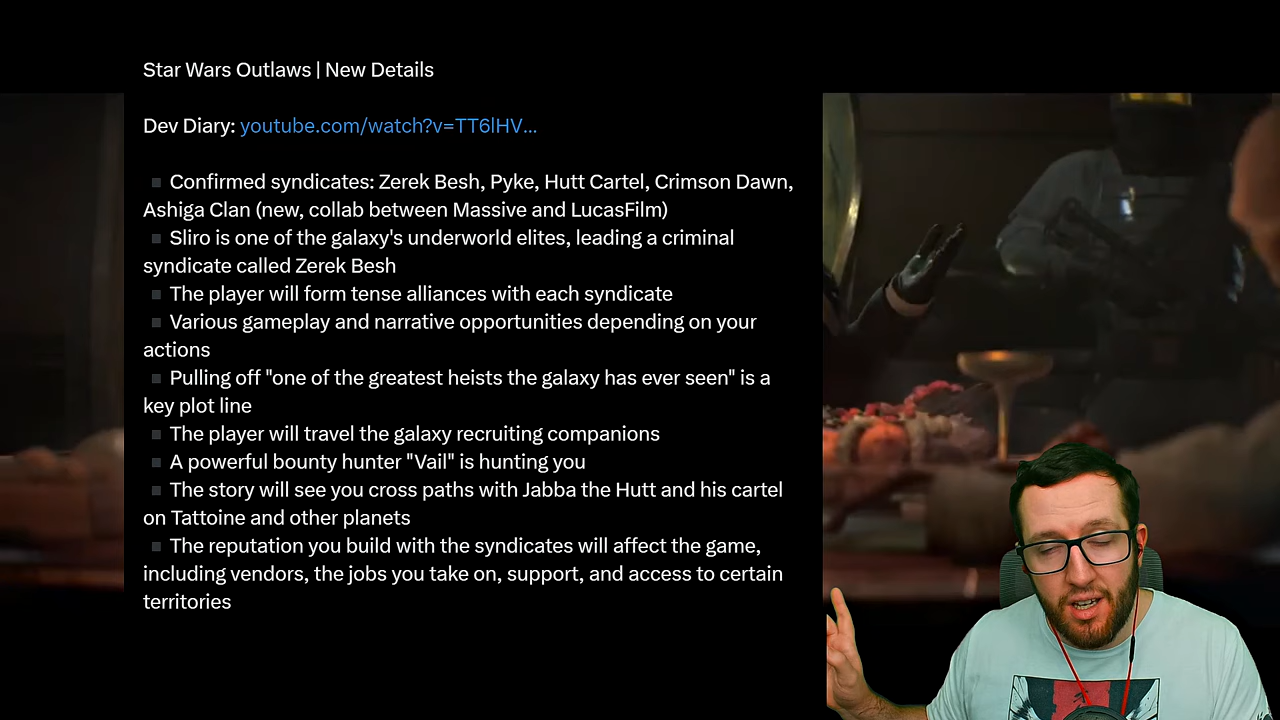 Star Wars Outlaws | New Details
Dev Diary: youtube.com/watch?v=TT6lHV...
▪ Confirmed syndicates: Zerek Besh, Pyke, Hutt Cartel, Crimson Dawn,
Ashiga Clan (new, collab between Massive and LucasFilm)
▪ Sliro is one of the galaxy's underworld elites, leading a criminal
syndicate called Zerek Besh
▪ The player will form tense alliances with each syndicate
▪ Various gameplay and narrative opportunities depending on your
actions
▪ Pulling off "one of the greatest heists the galaxy has ever seen" is a
key plot line
▪ The player will travel the galaxy recruiting companions
▪ A powerful bounty hunter "Vail" is hunting you
▪ The story will see you cross paths with Jabba the Hutt and his cartel
on Tattoine and other planets
▪ The reputation you build with the syndicates will affect the game,
including vendors, the jobs you take on, support, and access to certain
territories